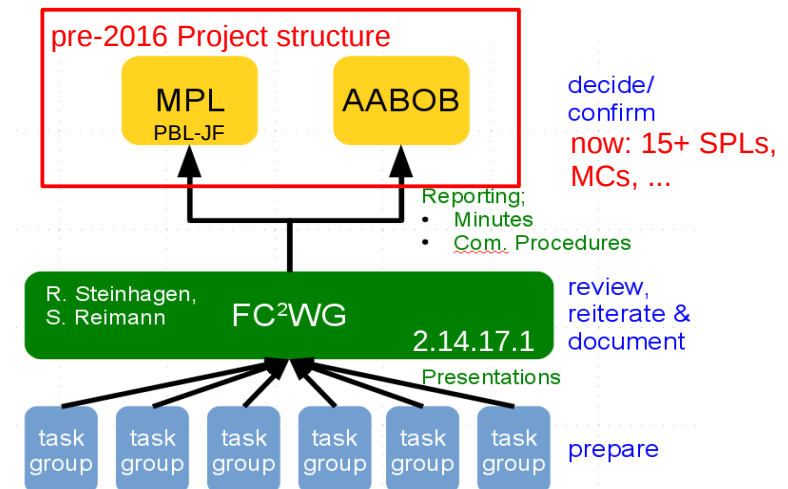 pre-2016 Project structure
MPL
PBL-JF
AABOB
decide/
confirm
now: 15+ SPLs,
MCs, ...
Reporting;
• Minutes
• Com. Procedures
R. Steinhagen,
S. Reimann
FC²WG
2.14.17.1
review,
reiterate &
document
Presentations
task
group
task
group
task
group
task
group
task
group
task
group
prepare